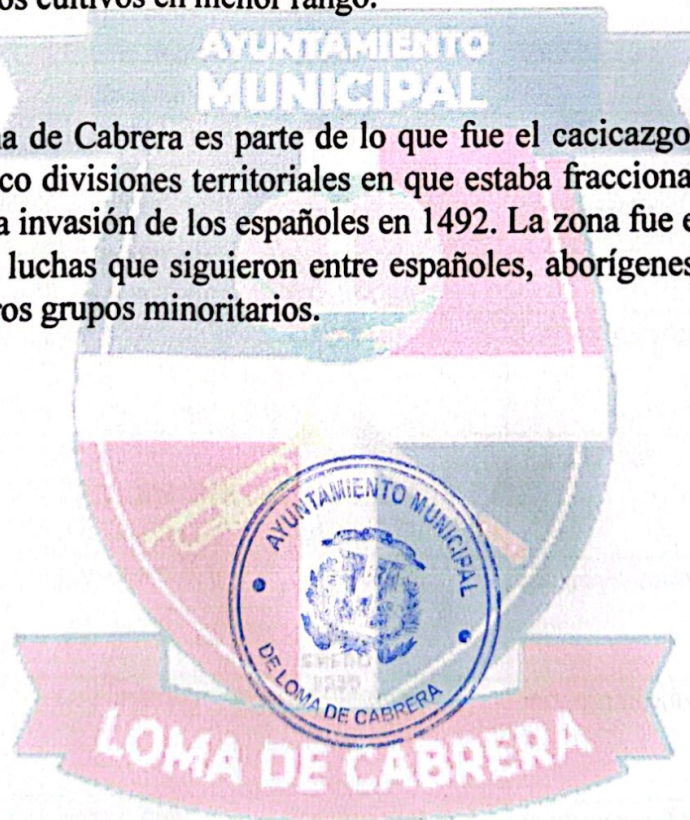 os cultivos en menor rango.
AYUNTAMIENTO
MUNICIPAL
a de Cabrera es parte de lo que fue el cacicazgo
co divisiones territoriales en que estaba fracciona
a invasión de los españoles en 1492. La zona fue e
luchas que siguieron entre españoles, aborígenes
ros grupos minoritarios.
AYUNTAMIENTO MUNICIPAL
DE LOMA DE CABRERA
LOMA DE CABRERA